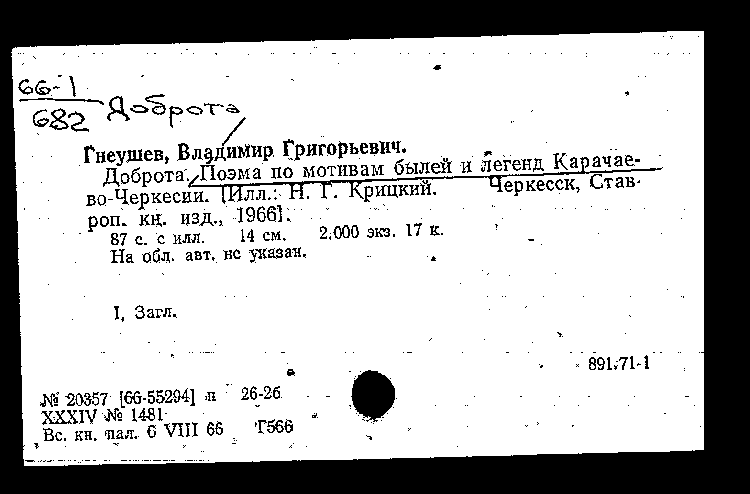 66-1
682 Доброта
Гнеушев, Владимир Григорьевич.
Доброта. Поэма по мотивам былей и легенд Карачае-
во-Черкесии. [Илл.: Н. Г. Крицкий. Черкесск, Став-
роп. кн. изд., 1966].
87 с. с илл. 14 см. 2.000 экз. 17 к.
На обл. авт. не указан.
I. Загл.
891.71-1
№ 20357 [66-55294] п 26-26
XXXIV № 1481
Вс. кн. пал. 6 VIII 66 Г566